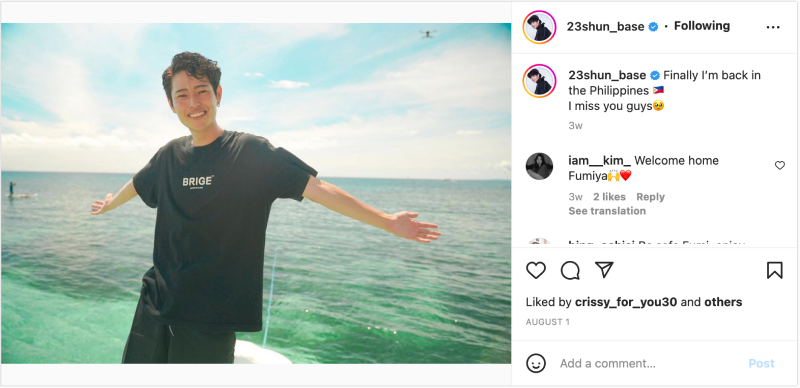 BRIGE
23shun_base • Following
23shun_base Finally I'm back in
the Philippines 🇵🇭
I miss you guys🥹
3w
iam__kim_ Welcome home
Fumiya🙌❤️
3w 2 likes Reply
See translation
Liked by crissy_for_you30 and others
AUGUST 1
Add a comment... Post